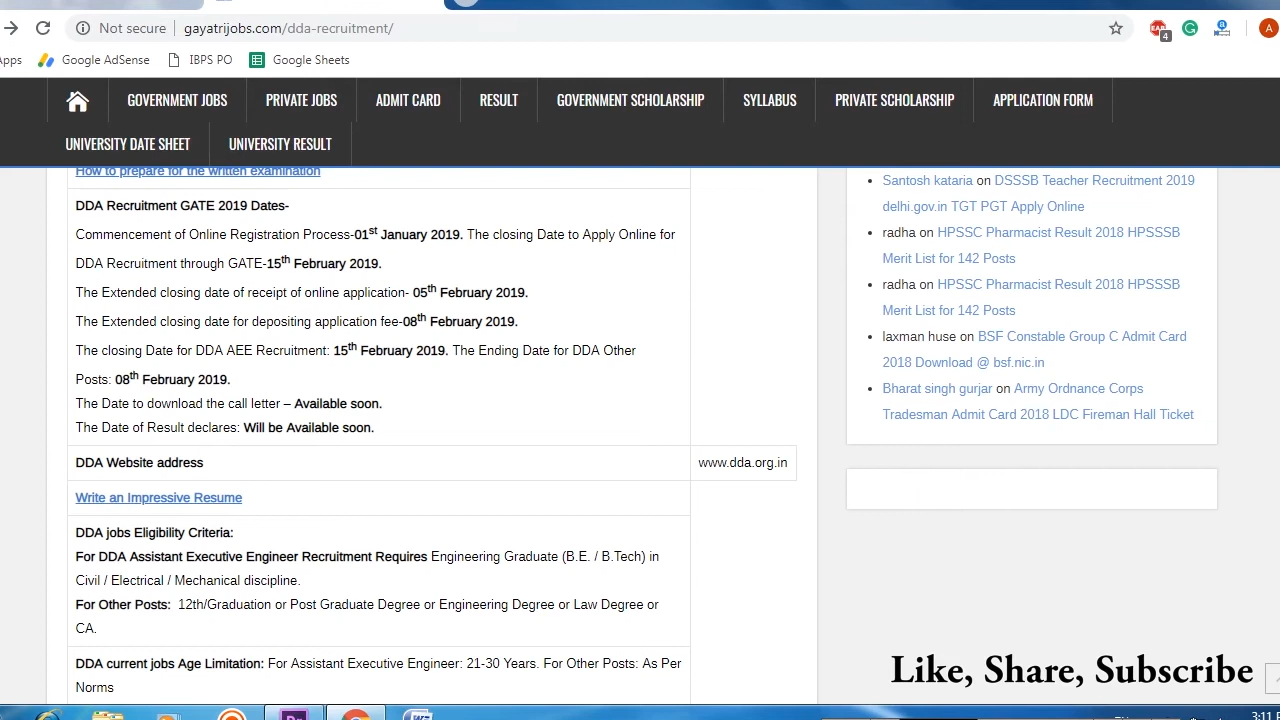 Not secure | gayatrijobs.com/dda-recruitment/
4
A
Apps Google AdSense IBPS PO Google Sheets
GOVERNMENT JOBS PRIVATE JOBS ADMIT CARD RESULT GOVERNMENT SCHOLARSHIP SYLLABUS PRIVATE SCHOLARSHIP APPLICATION FORM
UNIVERSITY DATE SHEET UNIVERSITY RESULT
How to prepare for the written examination
DDA Recruitment GATE 2019 Dates-
Commencement of Online Registration Process-01st January 2019. The closing Date to Apply Online for
DDA Recruitment through GATE-15th February 2019.
The Extended closing date of receipt of online application- 05th February 2019.
The Extended closing date for depositing application fee-08th February 2019.
The closing Date for DDA AEE Recruitment: 15th February 2019. The Ending Date for DDA Other
Posts: 08th February 2019.
The Date to download the call letter – Available soon.
The Date of Result declares: Will be Available soon.
DDA Website address www.dda.org.in
Write an Impressive Resume
DDA jobs Eligibility Criteria:
For DDA Assistant Executive Engineer Recruitment Requires Engineering Graduate (B.E. / B.Tech) in
Civil / Electrical / Mechanical discipline.
For Other Posts: 12th/Graduation or Post Graduate Degree or Engineering Degree or Law Degree or
CA.
DDA current jobs Age Limitation: For Assistant Executive Engineer: 21-30 Years. For Other Posts: As Per
Norms
Santosh kataria on DSSSB Teacher Recruitment 2019
delhi.gov.in TGT PGT Apply Online
radha on HPSSC Pharmacist Result 2018 HPSSSB
Merit List for 142 Posts
radha on HPSSC Pharmacist Result 2018 HPSSSB
Merit List for 142 Posts
laxman huse on BSF Constable Group C Admit Card
2018 Download @ bsf.nic.in
Bharat singh gurjar on Army Ordnance Corps
Tradesman Admit Card 2018 LDC Fireman Hall Ticket
Like, Share, Subscribe
3:11